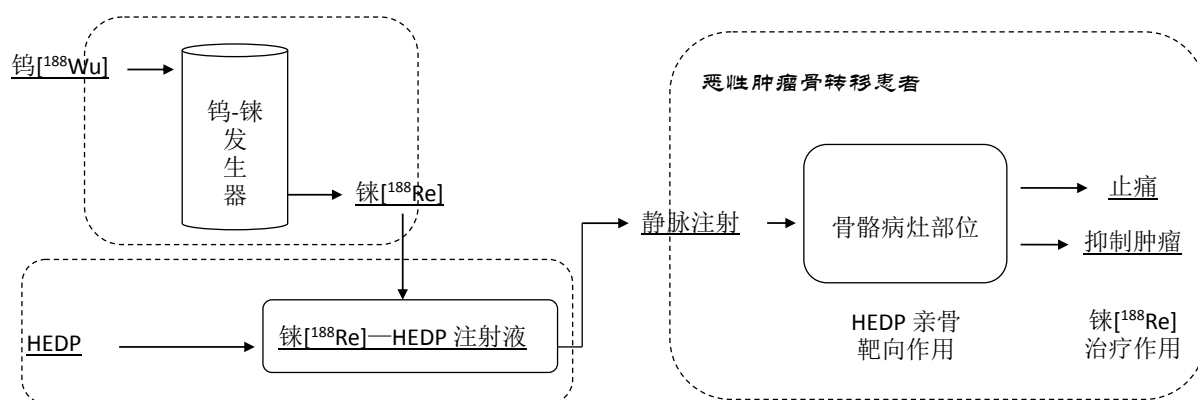 钨[¹⁸⁸Wu]
钨-铼
发
生
器
铼[¹⁸⁸Re]
HEDP
铼[¹⁸⁸Re]—HEDP 注射液
恶性肿瘤骨转移患者
静脉注射
骨骼病灶部位
止痛
抑制肿瘤
HEDP 亲骨
靶向作用
铼[¹⁸⁸Re]
治疗作用